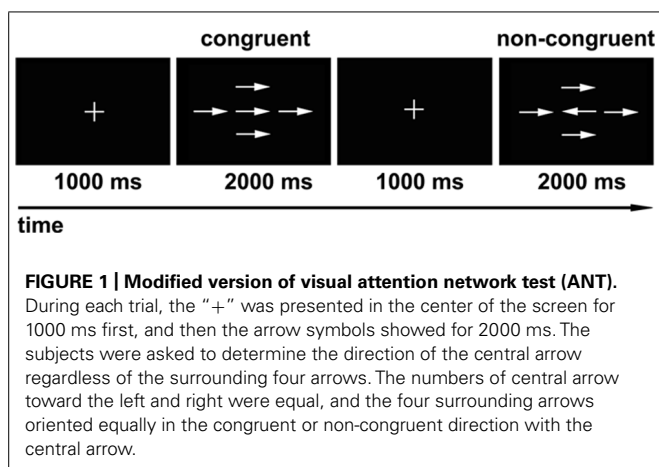 congruent non-congruent
+ +
1000 ms 2000 ms 1000 ms 2000 ms
time
FIGURE 1 | Modified version of visual attention network test (ANT).
During each trial, the “+” was presented in the center of the screen for
1000 ms first, and then the arrow symbols showed for 2000 ms. The
subjects were asked to determine the direction of the central arrow
regardless of the surrounding four arrows. The numbers of central arrow
toward the left and right were equal, and the four surrounding arrows
oriented equally in the congruent or non-congruent direction with the
central arrow.